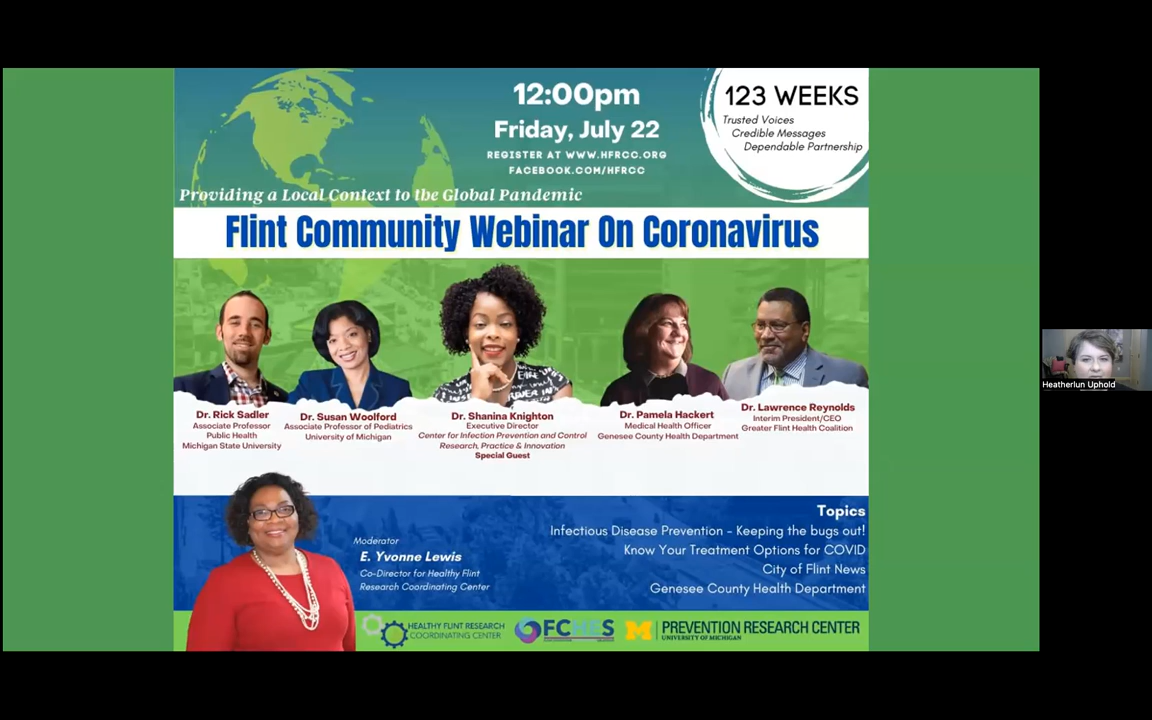 12:00pm
Friday, July 22
REGISTER AT WWW.HFRCC.ORG
FACEBOOK.COM/HFRCC
123 WEEKS
Trusted Voices
Credible Messages
Dependable Partnership
Providing a Local Context to the Global Pandemic
Flint Community Webinar On Coronavirus
Dr. Rick Sadler
Associate Professor
Public Health
Michigan State University
Dr. Susan Woolford
Associate Professor of Pediatrics
University of Michigan
Dr. Shanina Knighton
Executive Director
Center for Infection Prevention and Control
Research, Practice & Innovation
Special Guest
Dr. Pamela Hackert
Medical Health Officer
Genesee County Health Department
Dr. Lawrence Reynolds
Interim President/CEO
Greater Flint Health Coalition
Heatherlun Uphold
Moderator
E. Yvonne Lewis
Co-Director for Healthy Flint
Research Coordinating Center
Topics
Infectious Disease Prevention - Keeping the bugs out!
Know Your Treatment Options for COVID
City of Flint News
Genesee County Health Department
HEALTHY FLINT RESEARCH
COORDINATING CENTER
FCHES
M PREVENTION RESEARCH CENTER
UNIVERSITY OF MICHIGAN